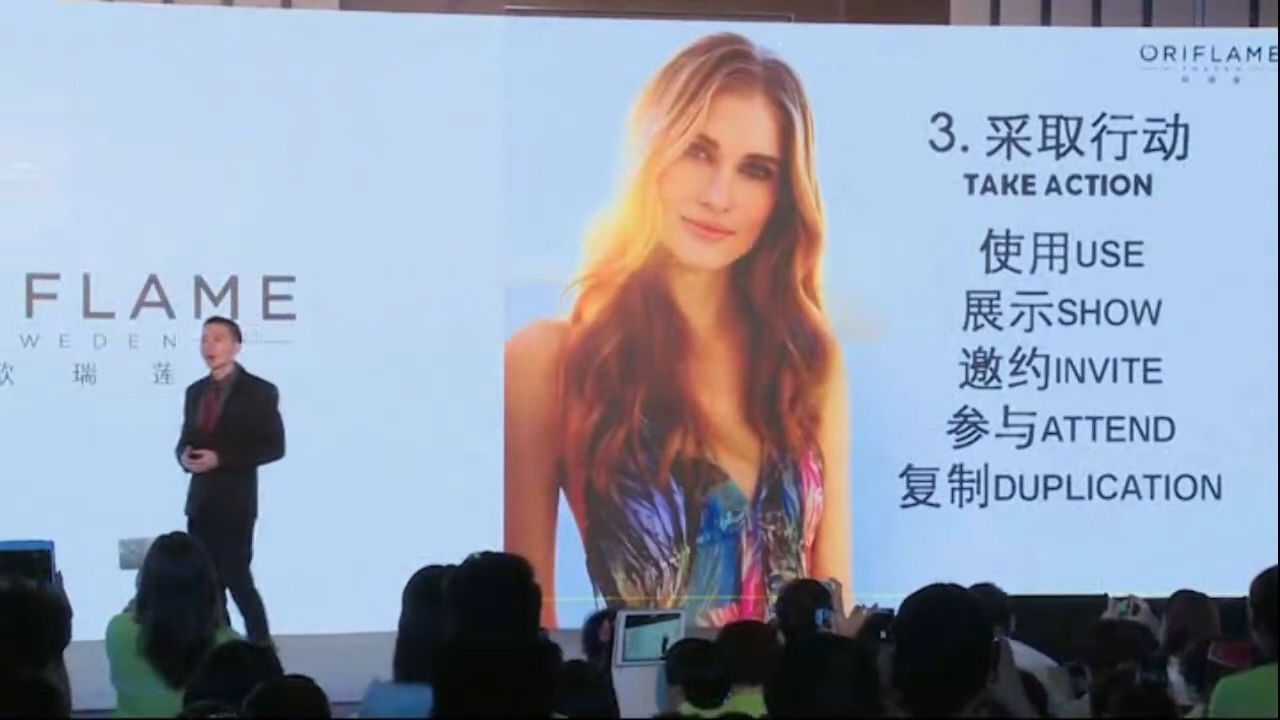 ORIFLAME
3. 采取行动
TAKE ACTION
使用USE
展示SHOW
邀约INVITE
参与ATTEND
复制DUPLICATION
FLAME
WEDEN
欧 瑞 莲